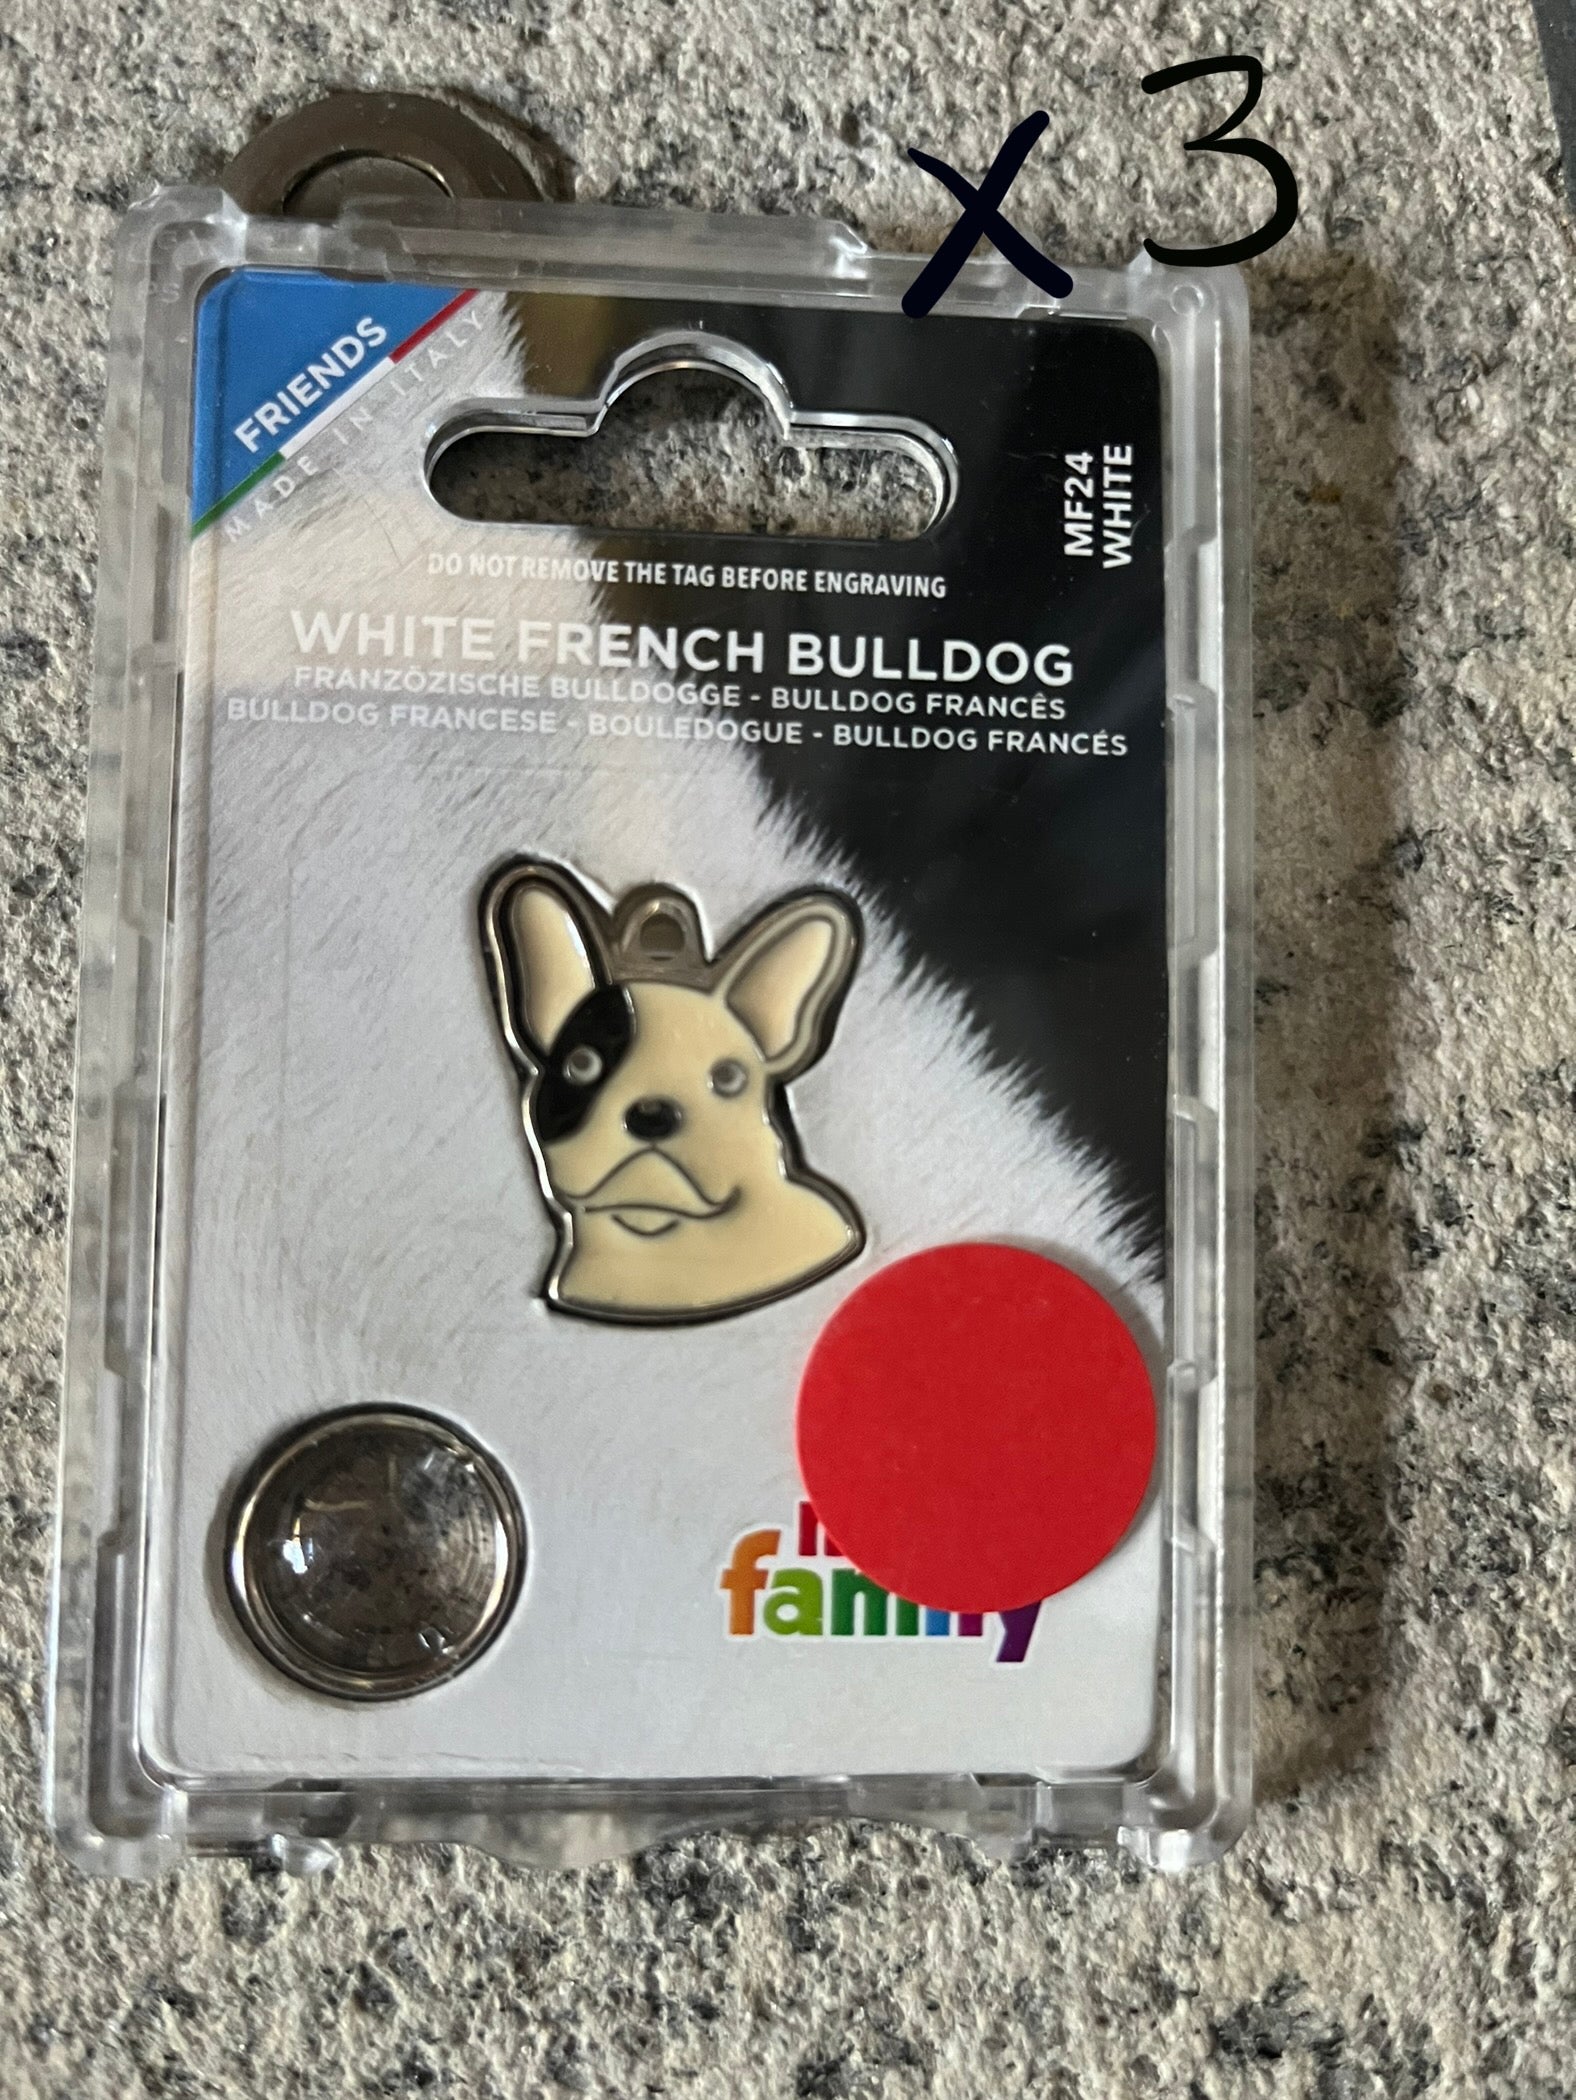 x3
FRIENDS
MADE IN ITALY
MF24
WHITE
DO NOT REMOVE THE TAG BEFORE ENGRAVING
WHITE FRENCH BULLDOG
FRANZÖZISCHE BULLDOGGE - BULLDOG FRANCÊS
BULLDOG FRANCESE - BOULEDOGUE - BULLDOG FRANCÉS
family